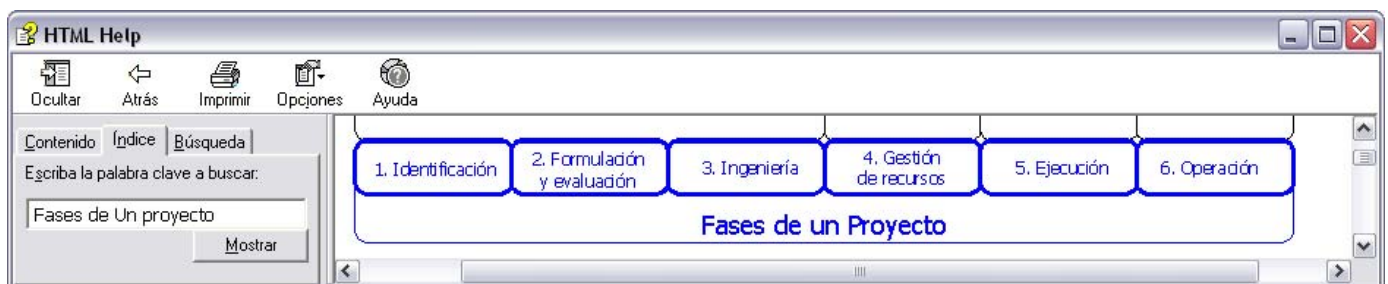 HTML Help
Ocultar Atrás Imprimir Opciones Ayuda
Contenido Índice Búsqueda
Escriba la palabra clave a buscar:
Fases de Un proyecto
Mostrar
1. Identificación
2. Formulación
y evaluación
3. Ingeniería
4. Gestión
de recursos
5. Ejecución
6. Operación
Fases de un Proyecto